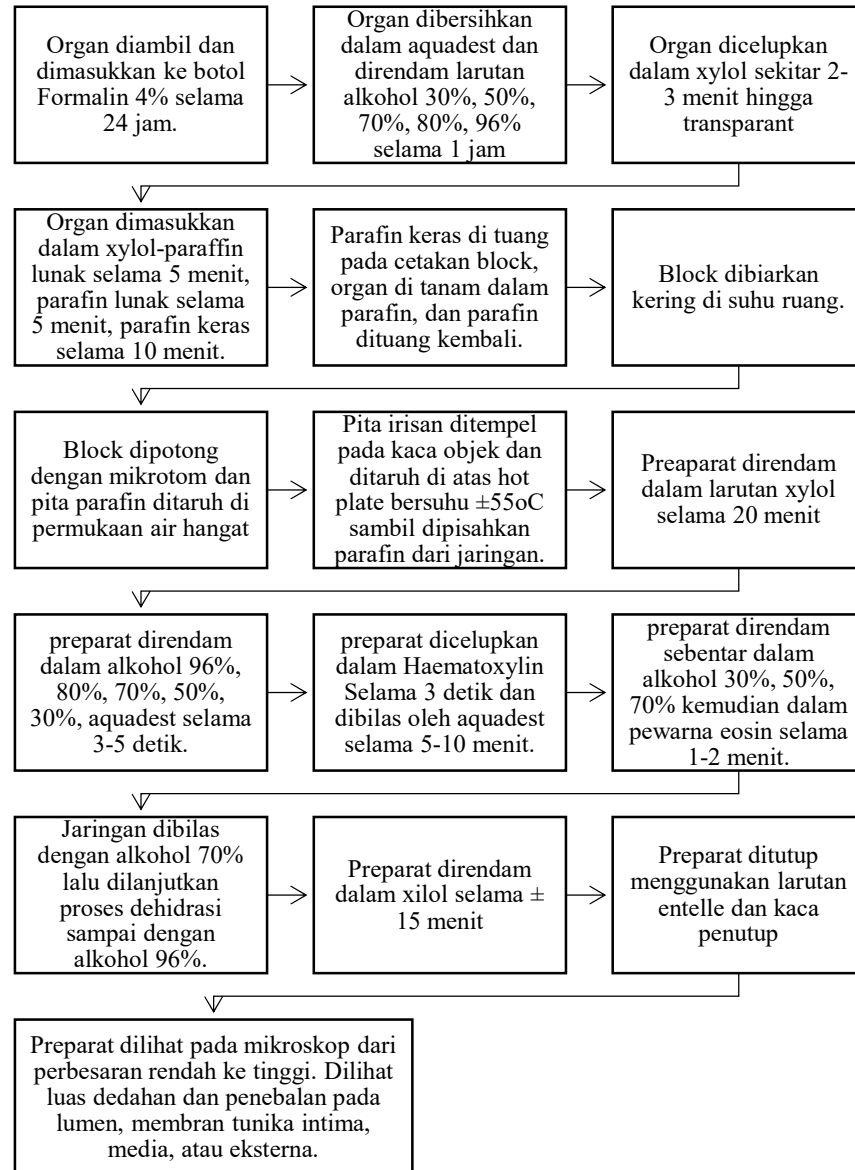 Organ diambil dan
dimasukkan ke botol
Formalin 4% selama
24 jam.
Organ dibersihkan
dalam aquadest dan
direndam larutan
alkohol 30%, 50%,
70%, 80%, 96%
selama 1 jam
Organ dicelupkan
dalam xylol sekitar 2-
3 menit hingga
transparant
Organ dimasukkan
dalam xylol-paraffin
lunak selama 5 menit,
parafin lunak selama
5 menit, parafin keras
selama 10 menit.
Parafin keras di tuang
pada cetakan block,
organ di tanam dalam
parafin, dan parafin
dituang kembali.
Block dibiarkan
kering di suhu ruang.
Block dipotong
dengan mikrotom dan
pita parafin ditaruh di
permukaan air hangat
Pita irisan ditempel
pada kaca objek dan
ditaruh di atas hot
plate bersuhu ±55oC
sambil dipisahkan
parafin dari jaringan.
Preaparat direndam
dalam larutan xylol
selama 20 menit
preparat direndam
dalam alkohol 96%,
80%, 70%, 50%,
30%, aquadest selama
3-5 detik.
preparat dicelupkan
dalam Haematoxylin
Selama 3 detik dan
dibilas oleh aquadest
selama 5-10 menit.
preparat direndam
sebentar dalam
alkohol 30%, 50%,
70% kemudian dalam
pewarna eosin selama
1-2 menit.
Jaringan dibilas
dengan alkohol 70%
lalu dilanjutkan
proses dehidrasi
sampai dengan
alkohol 96%.
Preparat direndam
dalam xilol selama ±
15 menit
Preparat ditutup
menggunakan larutan
entelle dan kaca
penutup
Preparat dilihat pada mikroskop dari
perbesaran rendah ke tinggi. Dilihat
luas dedahan dan penebalan pada
lumen, membran tunika intima,
media, atau eksterna.